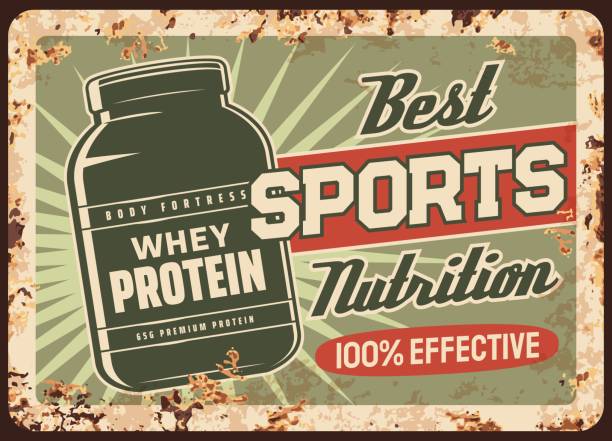 BODY FORTRESS
WHEY
PROTEIN
65G PREMIUM PROTEIN
Best
SPORTS
Nutrition
100% EFFECTIVE